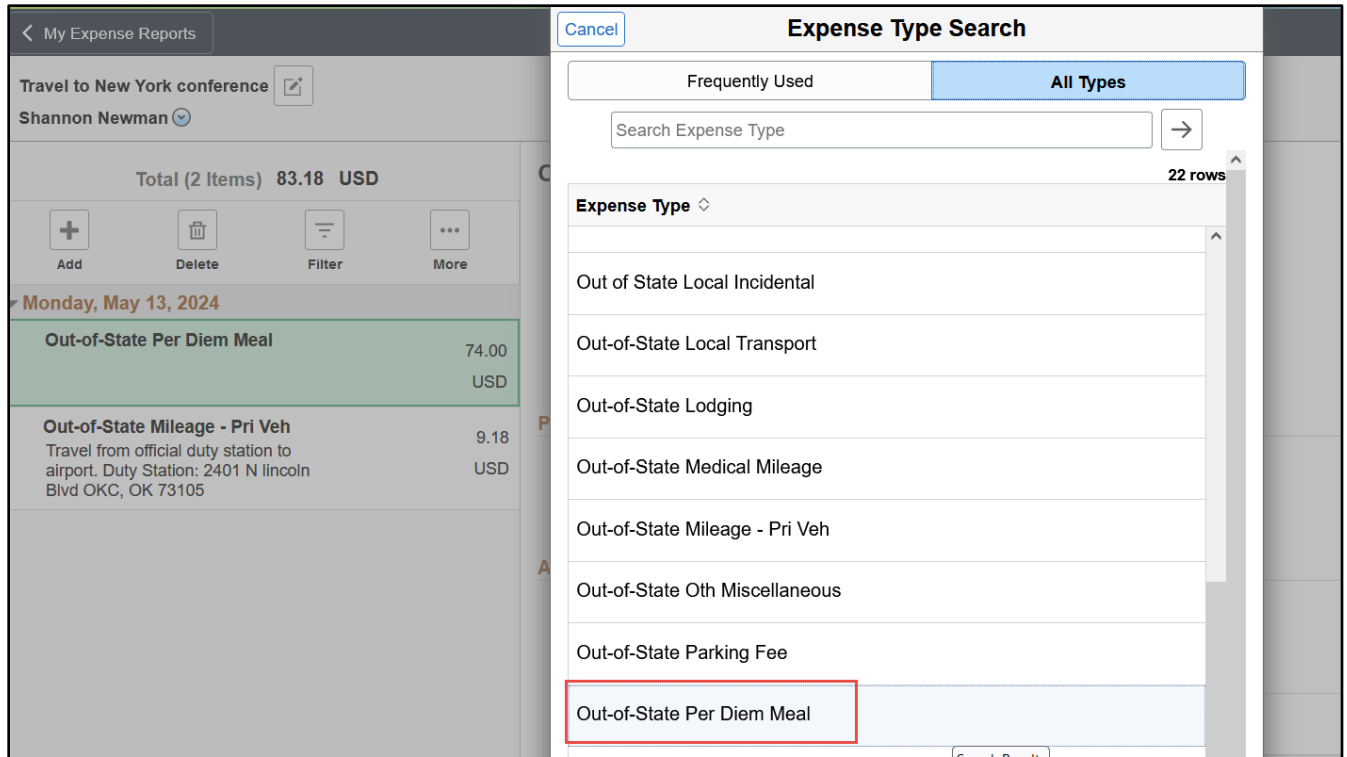 My Expense Reports
Travel to New York conference
Shannon Newman
Total (2 Items) 83.18 USD
Add Delete Filter More
Monday, May 13, 2024
Out-of-State Per Diem Meal
74.00
USD
Out-of-State Mileage - Pri Veh
9.18
Travel from official duty station to
airport. Duty Station: 2401 N lincoln
USD
Blvd OKC, OK 73105
Cancel
Expense Type Search
Frequently Used
All Types
Search Expense Type
22 rows
Expense Type
Out of State Local Incidental
Out-of-State Local Transport
Out-of-State Lodging
Out-of-State Medical Mileage
Out-of-State Mileage - Pri Veh
Out-of-State Oth Miscellaneous
Out-of-State Parking Fee
Out-of-State Per Diem Meal